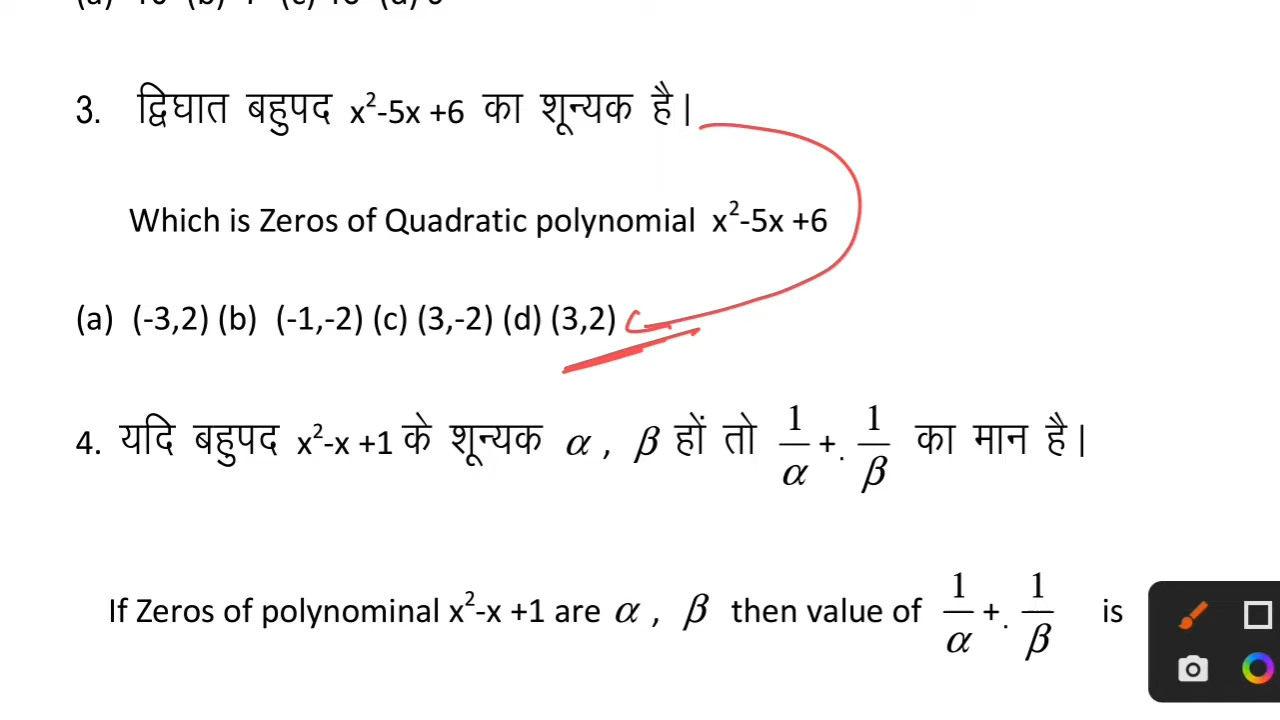 3. द्विघात बहुपद x²-5x +6 का शून्यक है|
Which is Zeros of Quadratic polynomial x²-5x +6
(a) (-3,2) (b) (-1,-2) (c) (3,-2) (d) (3,2)
4. यदि बहुपद x²-x +1 के शून्यक α , β हों तो 1/α +. 1/β का मान है|
If Zeros of polynominal x²-x +1 are α , β then value of 1/α +. 1/β is